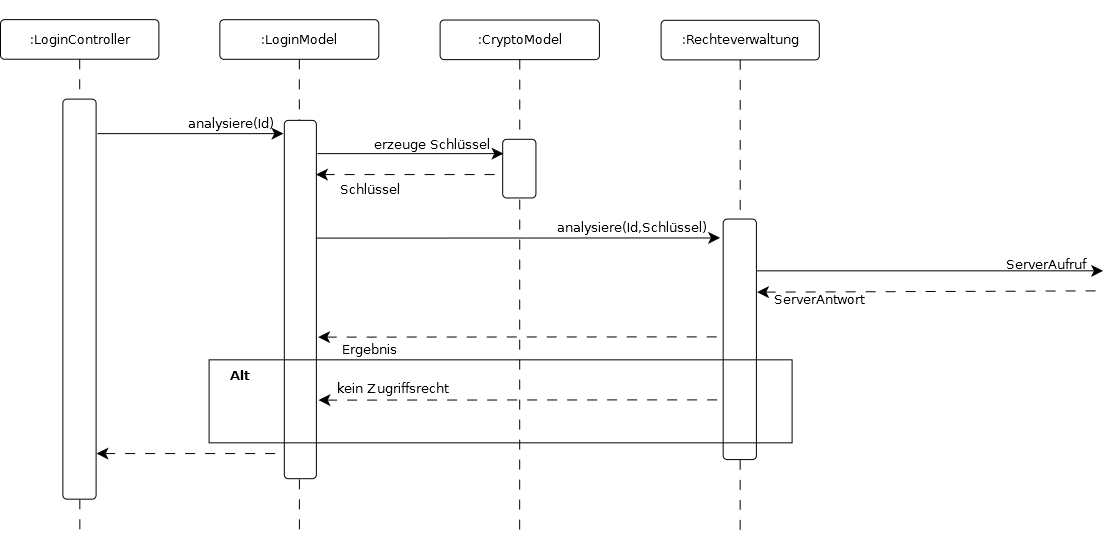 :LoginController
:LoginModel
:CryptoModel
:Rechteverwaltung
analysiere(Id)
erzeuge Schlüssel
Schlüssel
analysiere(Id,Schlüssel)
ServerAufruf
ServerAntwort
Ergebnis
Alt
kein Zugriffsrecht